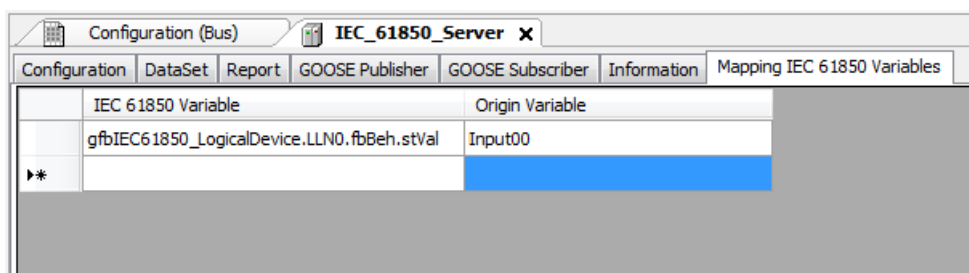 Configuration (Bus) IEC_61850_Server X
Configuration DataSet Report GOOSE Publisher GOOSE Subscriber Information Mapping IEC 61850 Variables
IEC 61850 Variable Origin Variable
gfbIEC61850_LogicalDevice.LLN0.fbBeh.stVal Input00